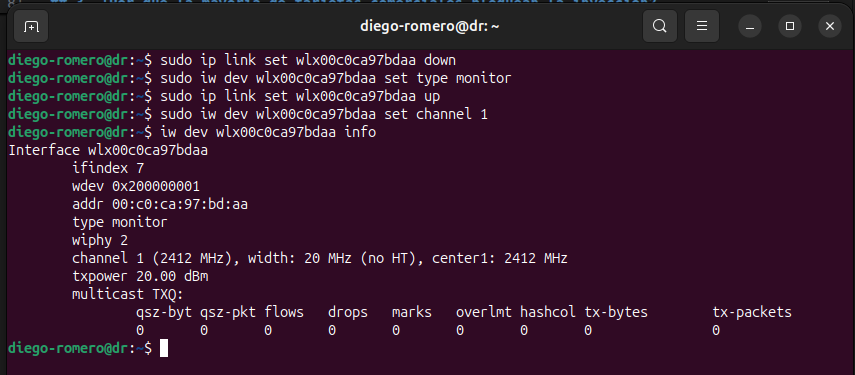 diego-romero@dr: ~
diego-romero@dr:~$ sudo ip link set wlx00c0ca97bdaa down
diego-romero@dr:~$ sudo iw dev wlx00c0ca97bdaa set type monitor
diego-romero@dr:~$ sudo ip link set wlx00c0ca97bdaa up
diego-romero@dr:~$ sudo iw dev wlx00c0ca97bdaa set channel 1
diego-romero@dr:~$ iw dev wlx00c0ca97bdaa info
Interface wlx00c0ca97bdaa
ifindex 7
wdev 0x200000001
addr 00:c0:ca:97:bd:aa
type monitor
wiphy 2
channel 1 (2412 MHz), width: 20 MHz (no HT), center1: 2412 MHz
txpower 20.00 dBm
multicast TXQ:
qsz-byt qsz-pkt flows drops marks overlmt hashcol tx-bytes tx-packets
0 0 0 0 0 0 0 0 0
diego-romero@dr:~$